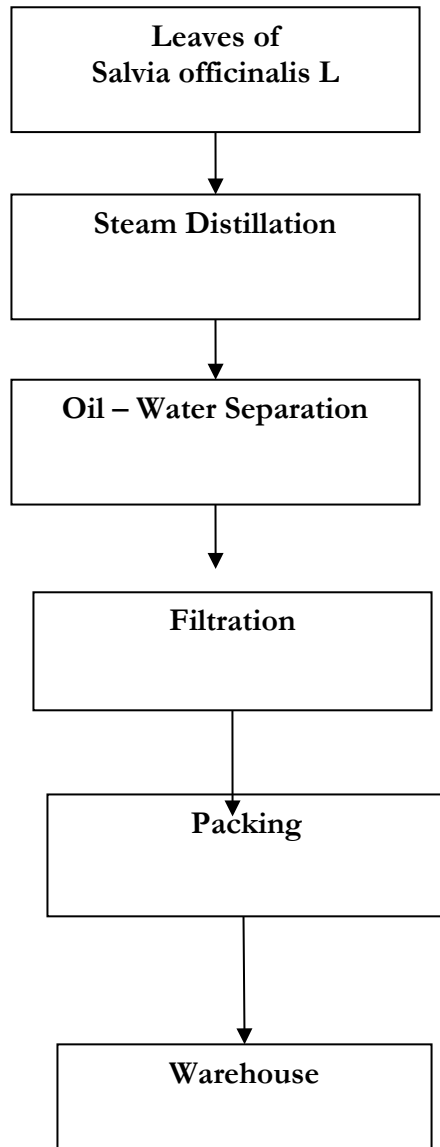 Leaves of
Salvia officinalis L
Steam Distillation
Oil – Water Separation
Filtration
Packing
Warehouse